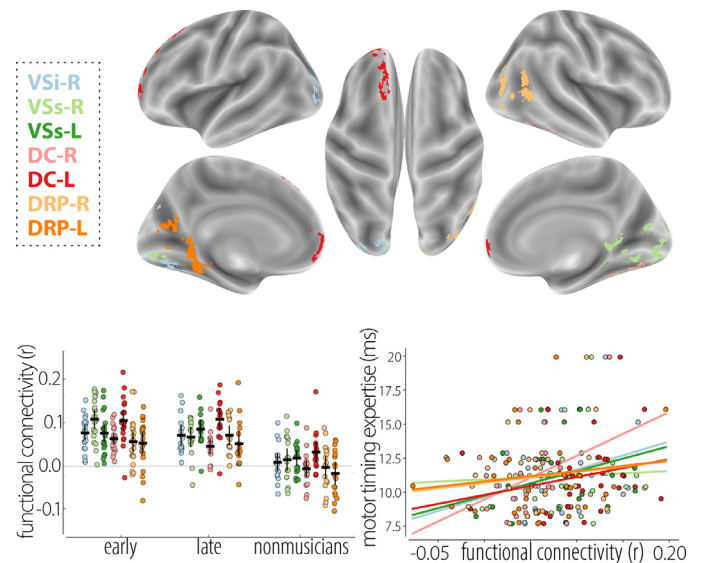 VSi-R
VSs-R
VSs-L
DC-R
DC-L
DRP-R
DRP-L
functional connectivity (r)
0.2
0.1
0.0
-0.1
early late nonmusicians
motor timing expertise (ms)
20
17.5
15.0
12.5
10.0
7.5
-0.05 functional connectivity (r) 0.20